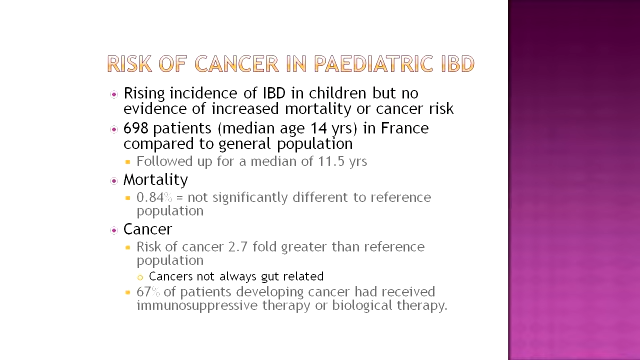 RISK OF CANCER IN PAEDIATRIC IBD
Rising incidence of IBD in children but no
evidence of increased mortality or cancer risk
698 patients (median age 14 yrs) in France
compared to general population
Followed up for a median of 11.5 yrs
Mortality
0.84% = not significantly different to reference
population
Cancer
Risk of cancer 2.7 fold greater than reference
population
Cancers not always gut related
67% of patients developing cancer had received
immunosuppressive therapy or biological therapy.